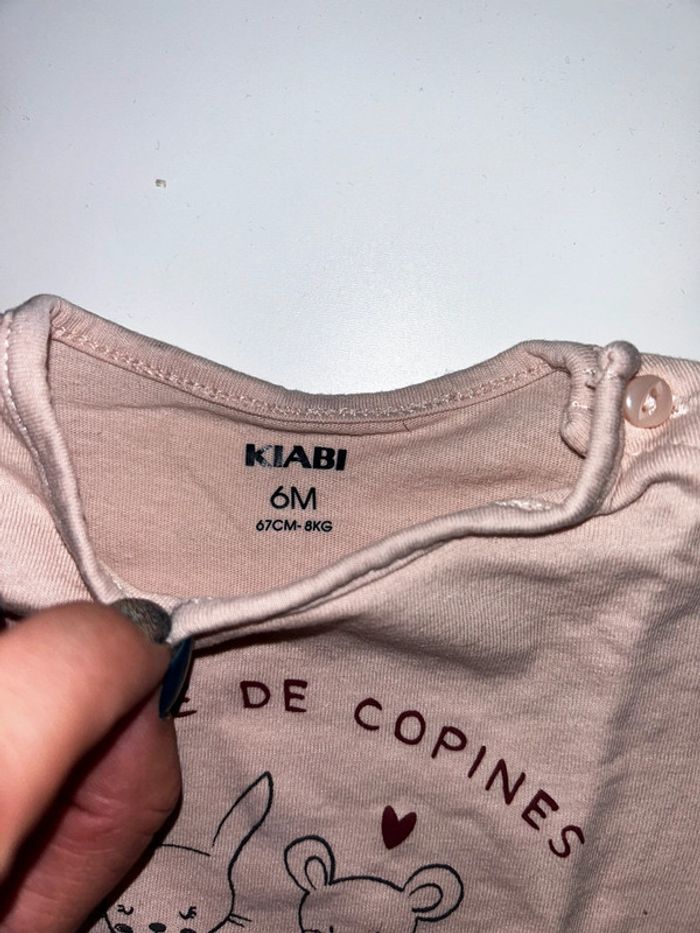 KIABI
6M
67CM-8KG
DE COPINES